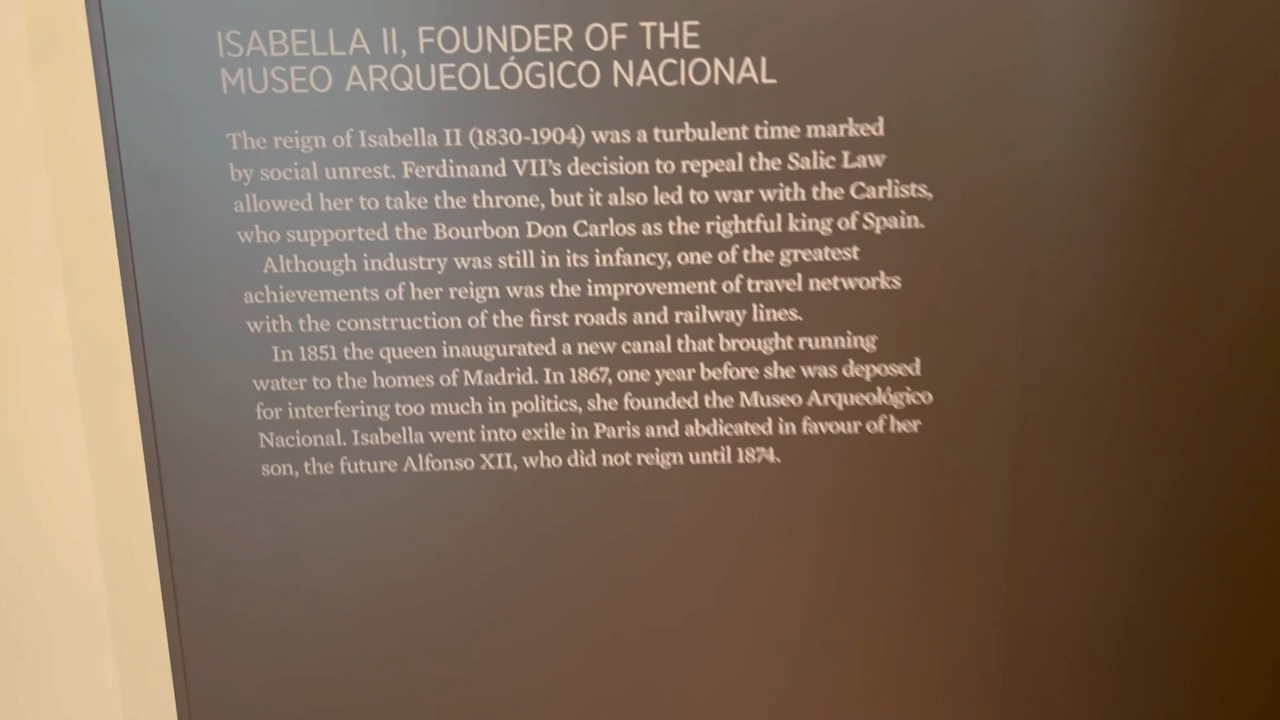 ISABELLA II, FOUNDER OF THE
MUSEO ARQUEOLÓGICO NACIONAL
The reign of Isabella II (1830-1904) was a turbulent time marked
by social unrest. Ferdinand VII's decision to repeal the Salic Law
allowed her to take the throne, but it also led to war with the Carlists,
who supported the Bourbon Don Carlos as the rightful king of Spain.
Although industry was still in its infancy, one of the greatest
achievements of her reign was the improvement of travel networks
with the construction of the first roads and railway lines.
In 1851 the queen inaugurated a new canal that brought running
water to the homes of Madrid. In 1867, one year before she was deposed
for interfering too much in politics, she founded the Museo Arqueológico
Nacional. Isabella went into exile in Paris and abdicated in favour of her
son, the future Alfonso XII, who did not reign until 1874.